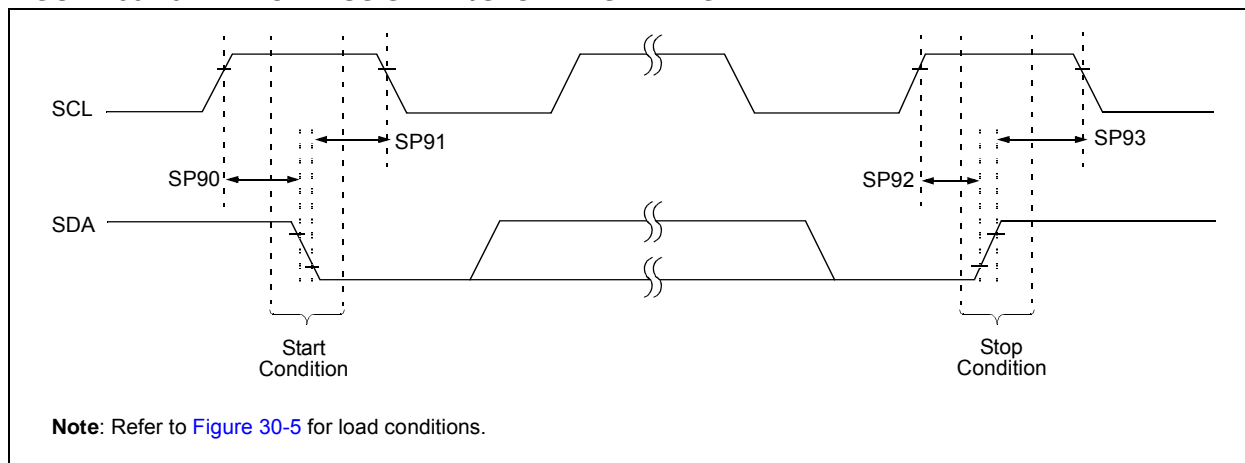 SCL
SP91
SP93
SP90
SP92
SDA
Start
Condition
Stop
Condition
Note: Refer to Figure 30-5 for load conditions.